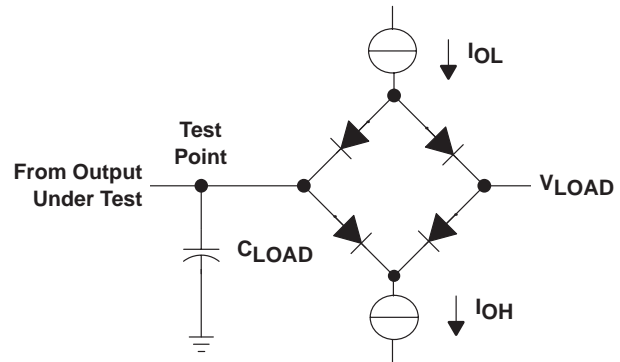 IOL
Test
Point
From Output
Under Test
VLOAD
CLOAD
IOH